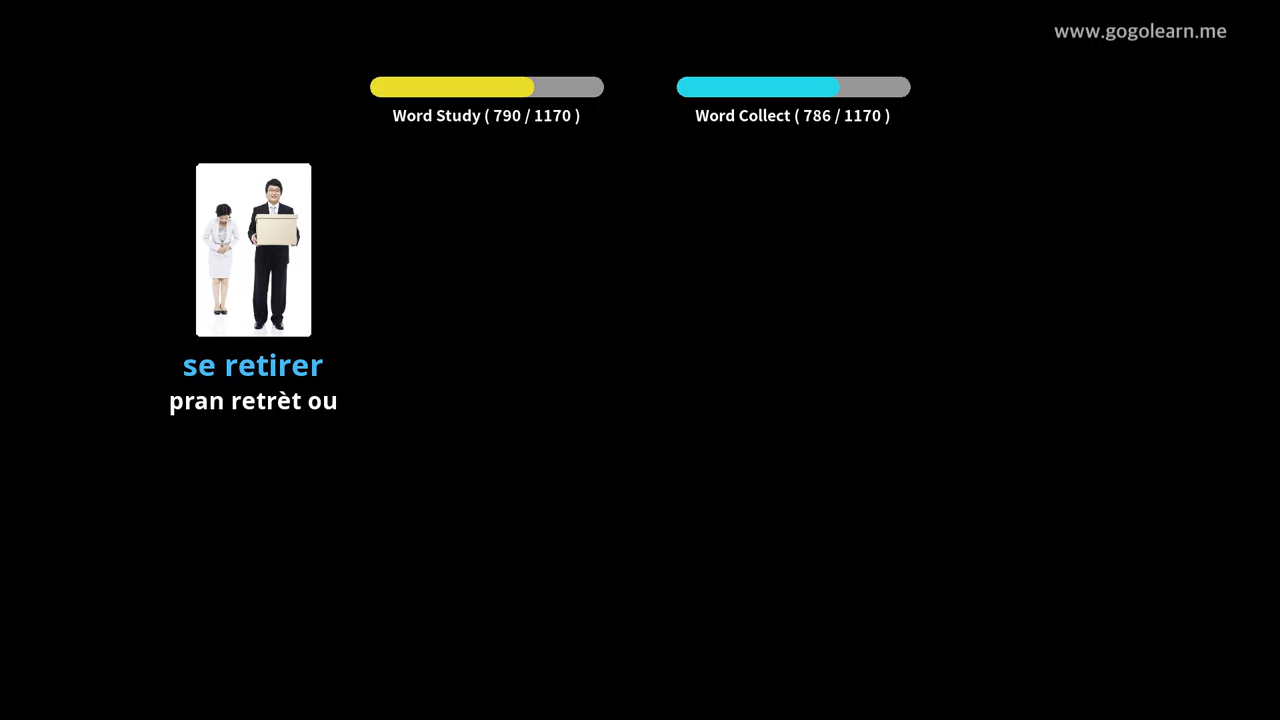 www.gogolearn.me
Word Study ( 790 / 1170 )
Word Collect ( 786 / 1170 )
se retirer
pran retrèt ou